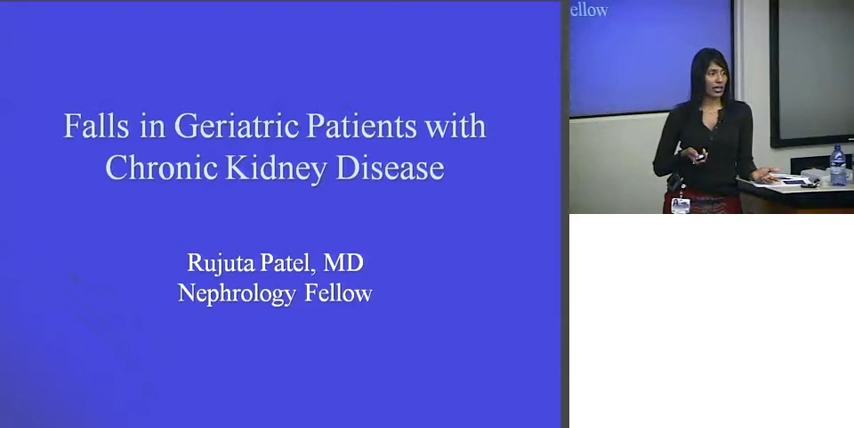 Falls in Geriatric Patients with
Chronic Kidney Disease
Rujuta Patel, MD
Nephrology Fellow
ellow